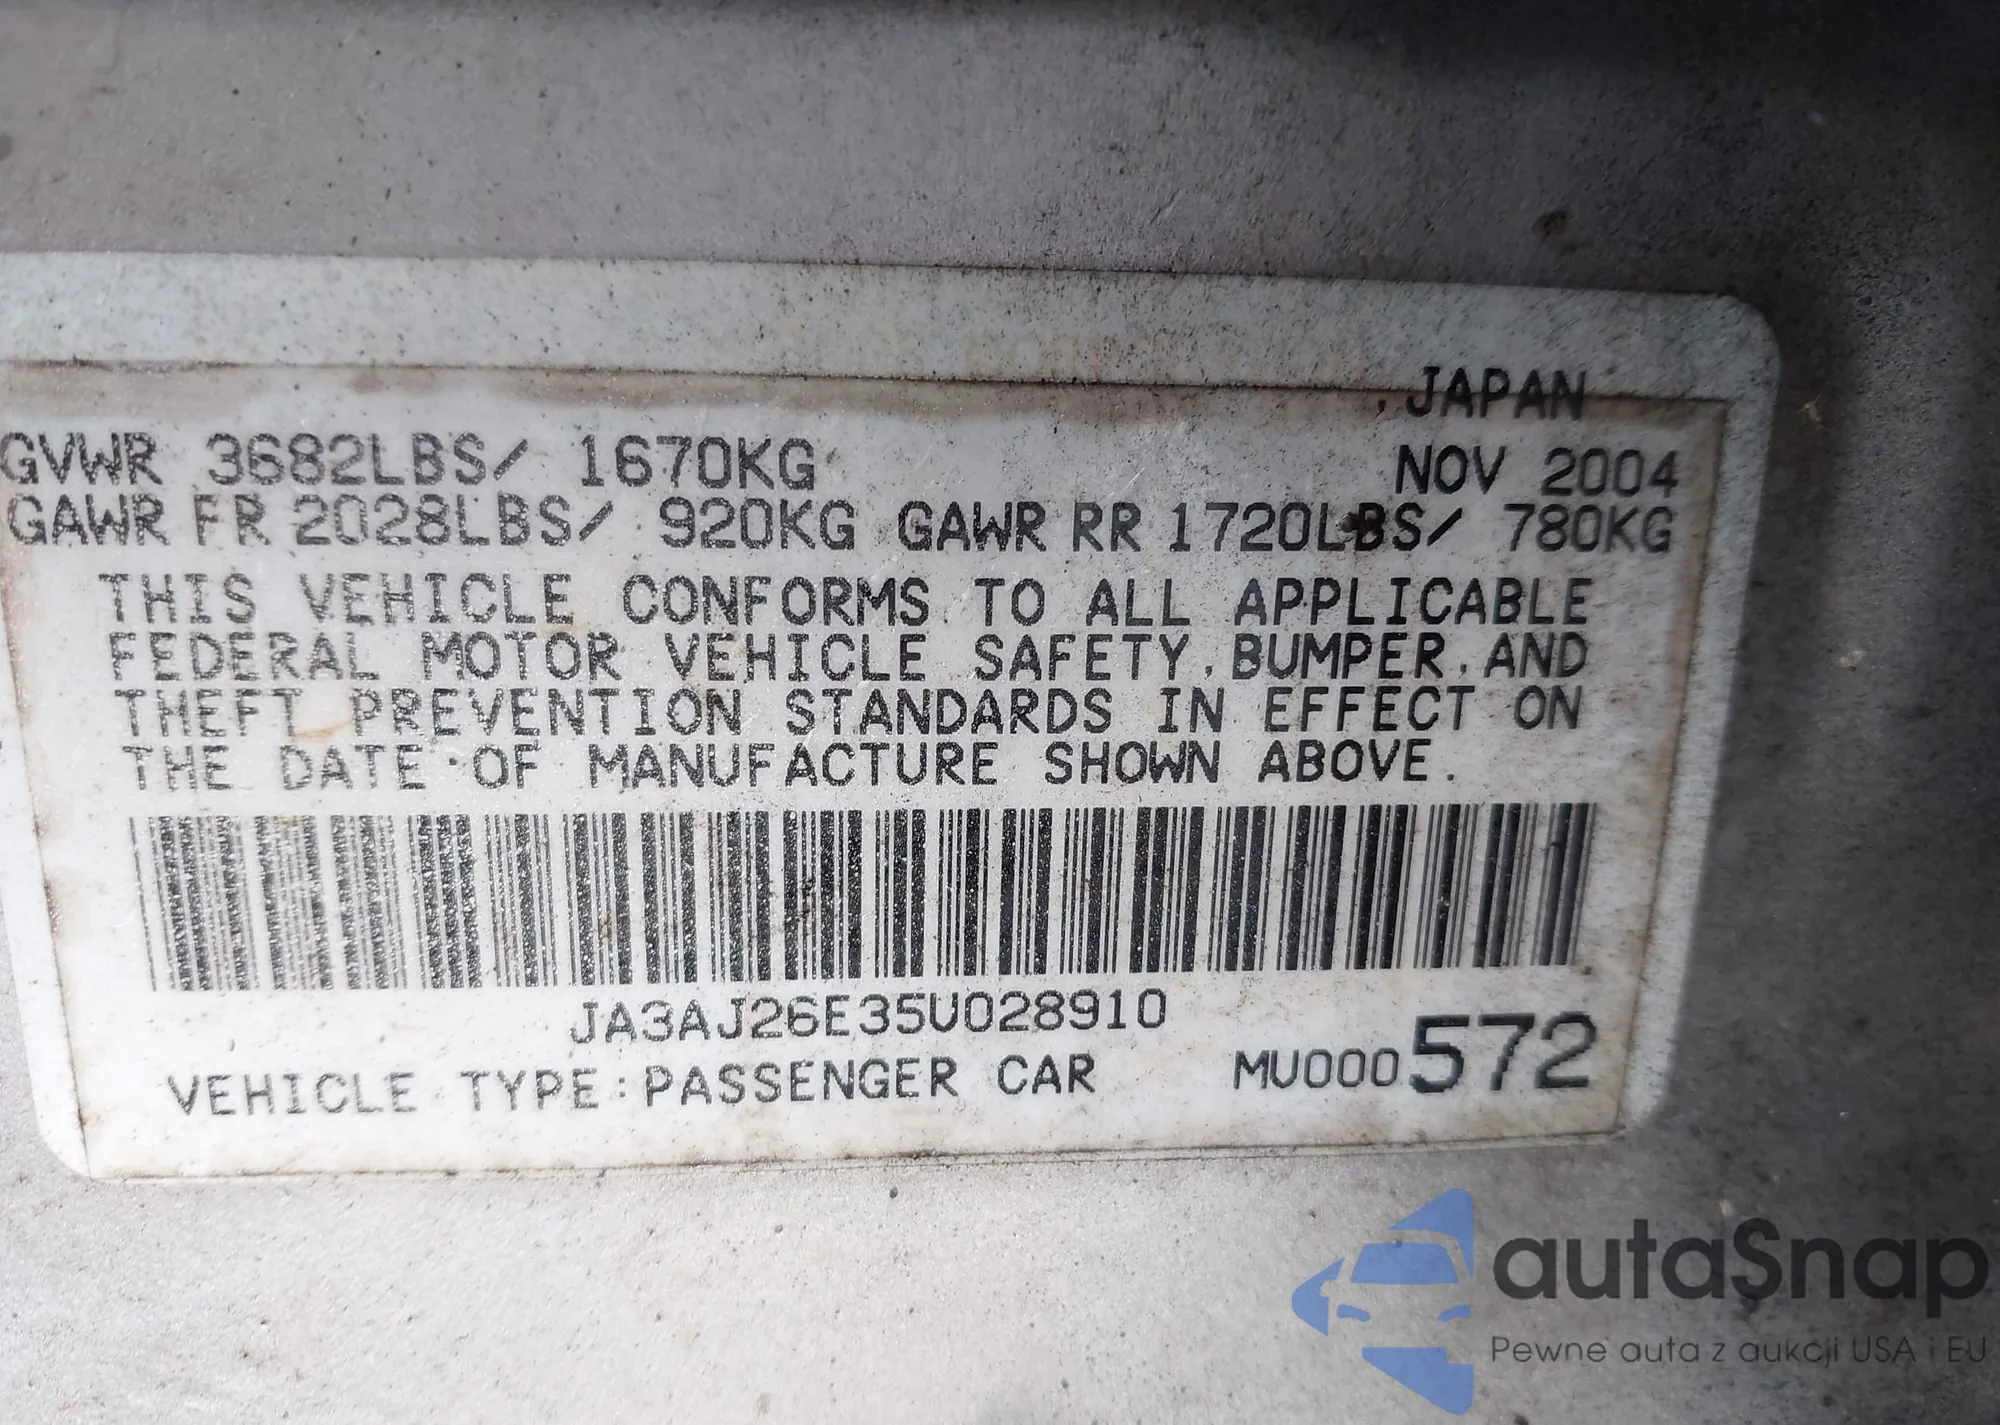 JAPAN
GVWR 3682LBS/ 1670KG NOV 2004
GAWR FR 2028LBS/ 920KG GAWR RR 1720LBS/ 780KG
THIS VEHICLE CONFORMS TO ALL APPLICABLE
FEDERAL MOTOR VEHICLE SAFETY, BUMPER, AND
THEFT PREVENTION STANDARDS IN EFFECT ON
THE DATE OF MANUFACTURE SHOWN ABOVE.
JA3AJ26E35U028910
VEHICLE TYPE:PASSENGER CAR MU000572
autaSnap
Pewne auta z aukcji USA i EU